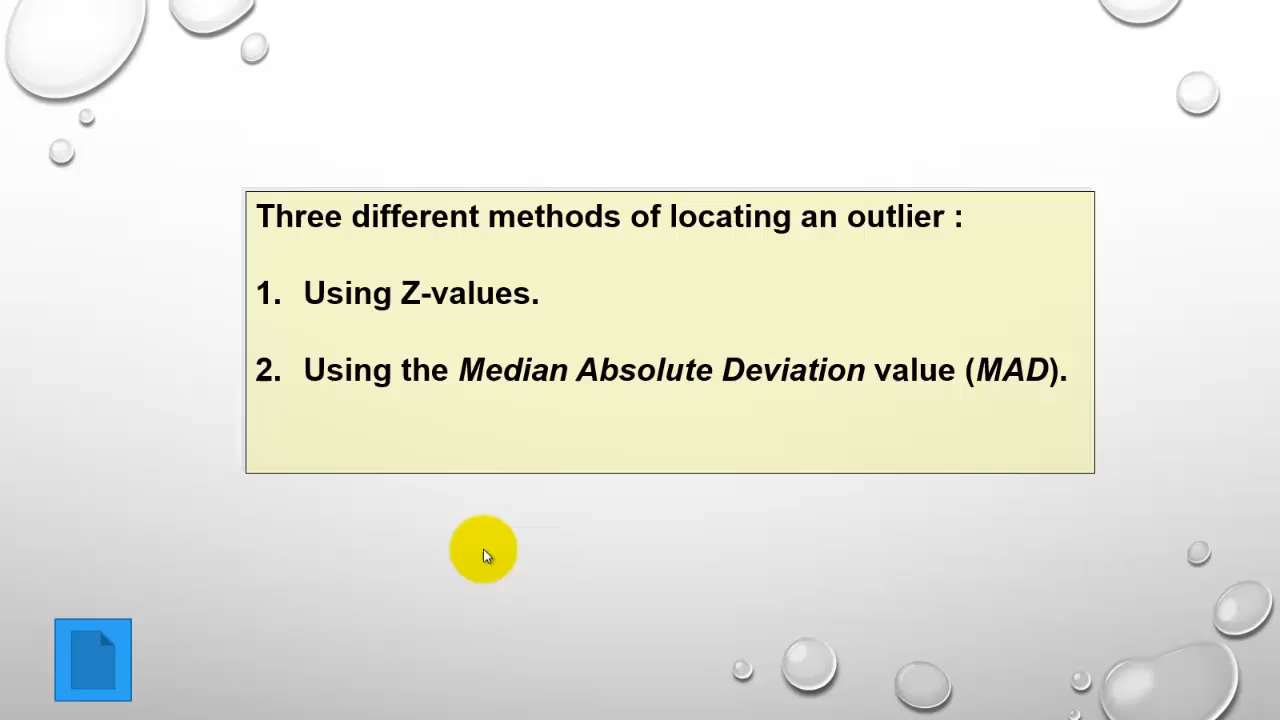 Three different methods of locating an outlier :
1. Using Z-values.
2. Using the Median Absolute Deviation value (MAD).